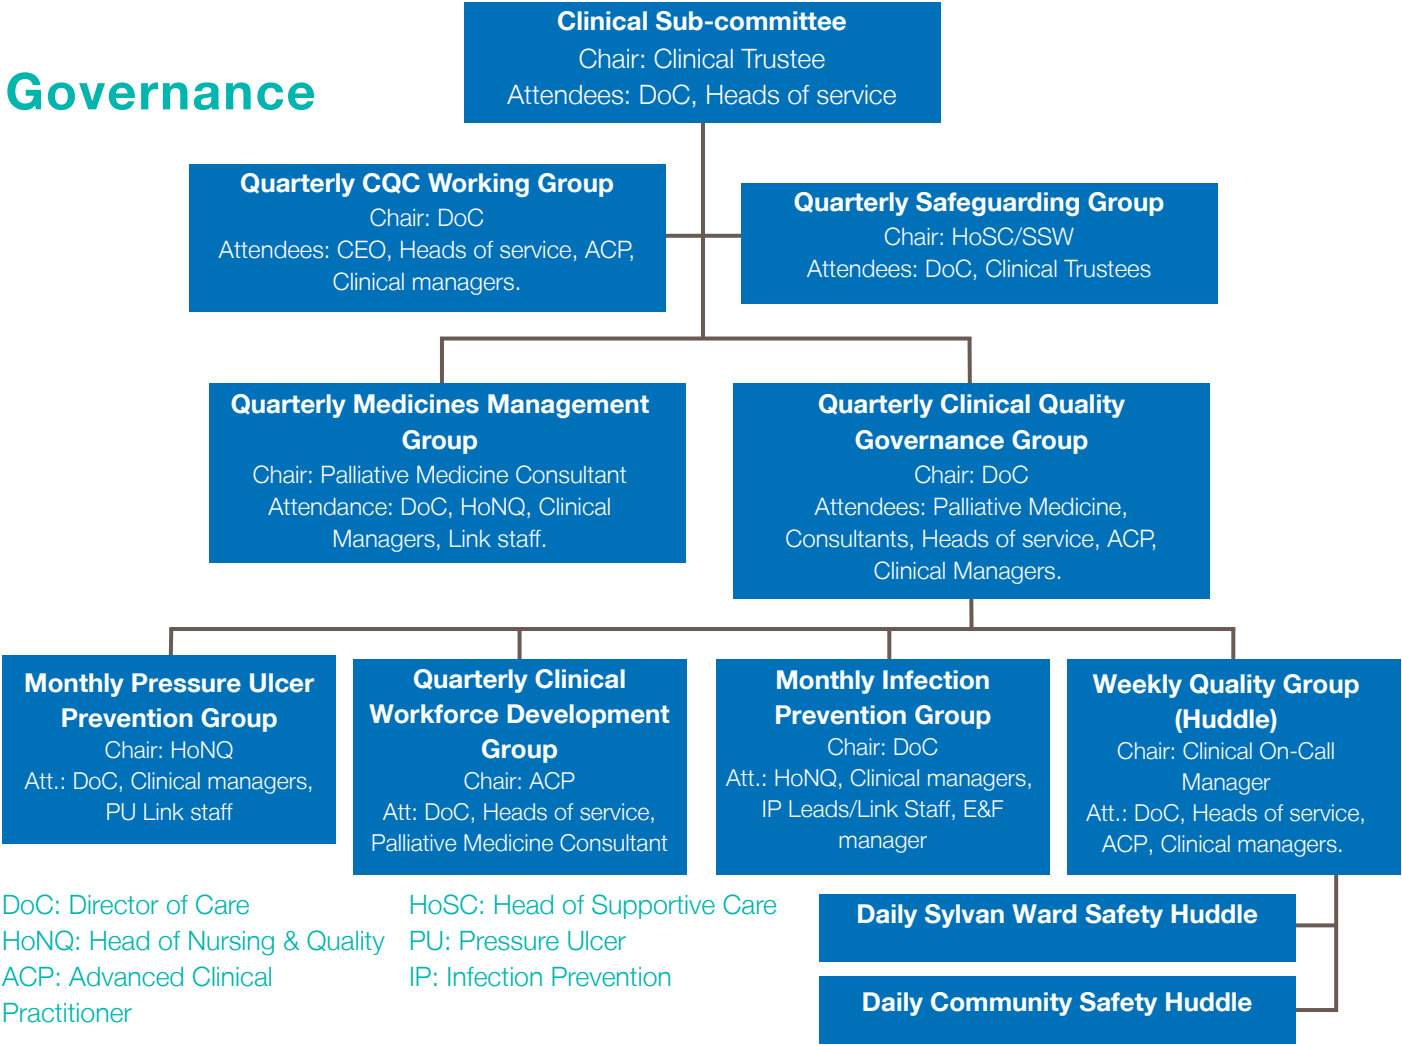 Governance
Clinical Sub-committee
Chair: Clinical Trustee
Attendees: DoC, Heads of service
Quarterly CQC Working Group
Chair: DoC
Attendees: CEO, Heads of service, ACP,
Clinical managers.
Quarterly Safeguarding Group
Chair: HoSC/SSW
Attendees: DoC, Clinical Trustees
Quarterly Medicines Management
Group
Chair: Palliative Medicine Consultant
Attendance: DoC, HoNQ, Clinical
Managers, Link staff.
Quarterly Clinical Quality
Governance Group
Chair: DoC
Attendees: Palliative Medicine,
Consultants, Heads of service, ACP,
Clinical Managers.
Monthly Pressure Ulcer
Prevention Group
Chair: HoNQ
Att.: DoC, Clinical managers,
PU Link staff
Quarterly Clinical
Workforce Development
Group
Chair: ACP
Att: DoC, Heads of service,
Palliative Medicine Consultant
Monthly Infection
Prevention Group
Chair: DoC
Att.: HoNQ, Clinical managers,
IP Leads/Link Staff, E&F
manager
Weekly Quality Group
(Huddle)
Chair: Clinical On-Call
Manager
Att.: DoC, Heads of service,
ACP, Clinical managers.
Daily Sylvan Ward Safety Huddle
Daily Community Safety Huddle
DoC: Director of Care
HoNQ: Head of Nursing & Quality
ACP: Advanced Clinical
Practitioner
HoSC: Head of Supportive Care
PU: Pressure Ulcer
IP: Infection Prevention